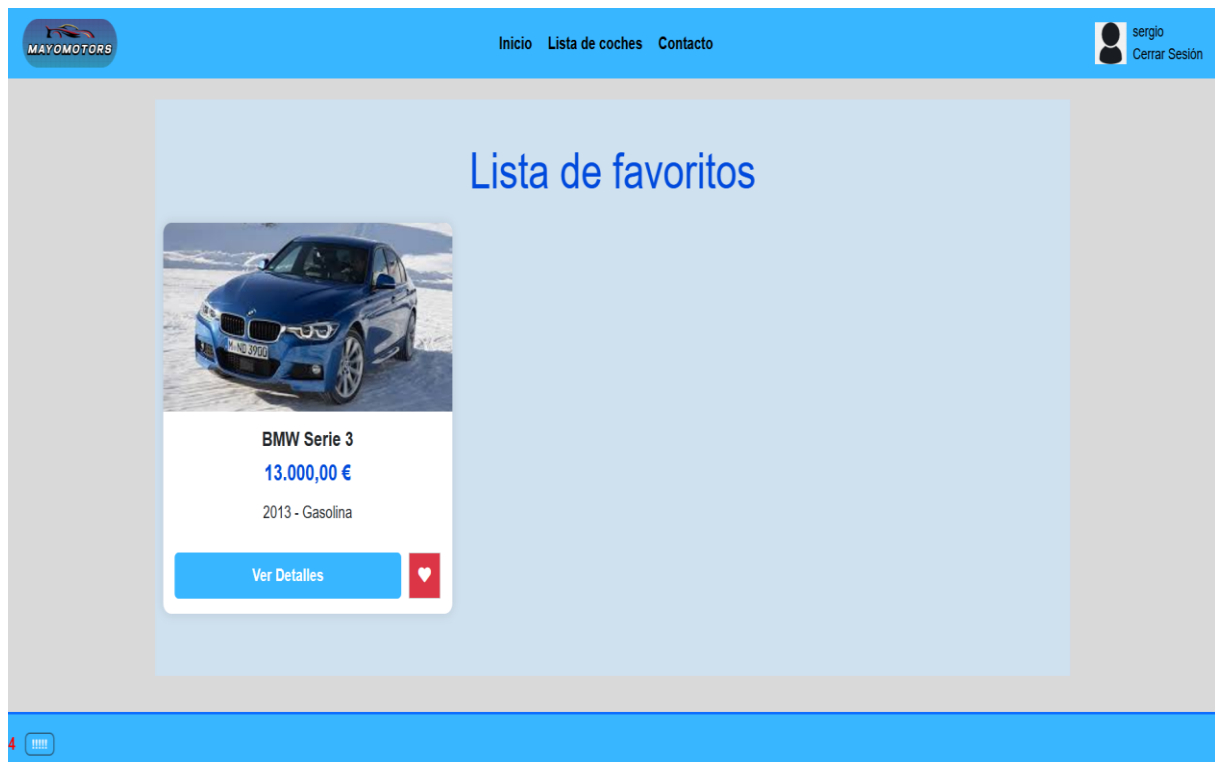 MAYOMOTORS
Inicio Lista de coches Contacto
sergio
Cerrar Sesión
Lista de favoritos
M·ND 3900
BMW Serie 3
13.000,00 €
2013 - Gasolina
Ver Detalles
4 !!!!!